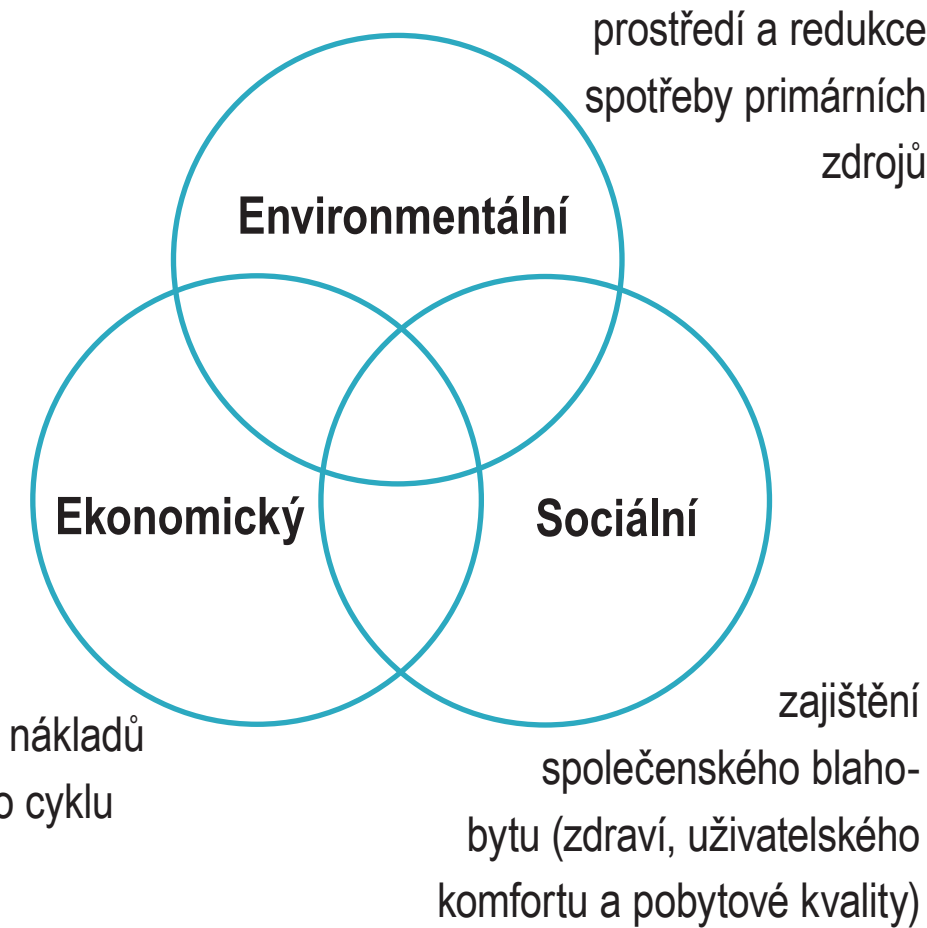 prostředí a redukce
spotřeby primárních
zdrojů
Environmentální
Ekonomický
Sociální
nákladů
cyklu
zajištění
společenského blaho-
bytu (zdraví, uživatelského
komfortu a pobytové kvality)